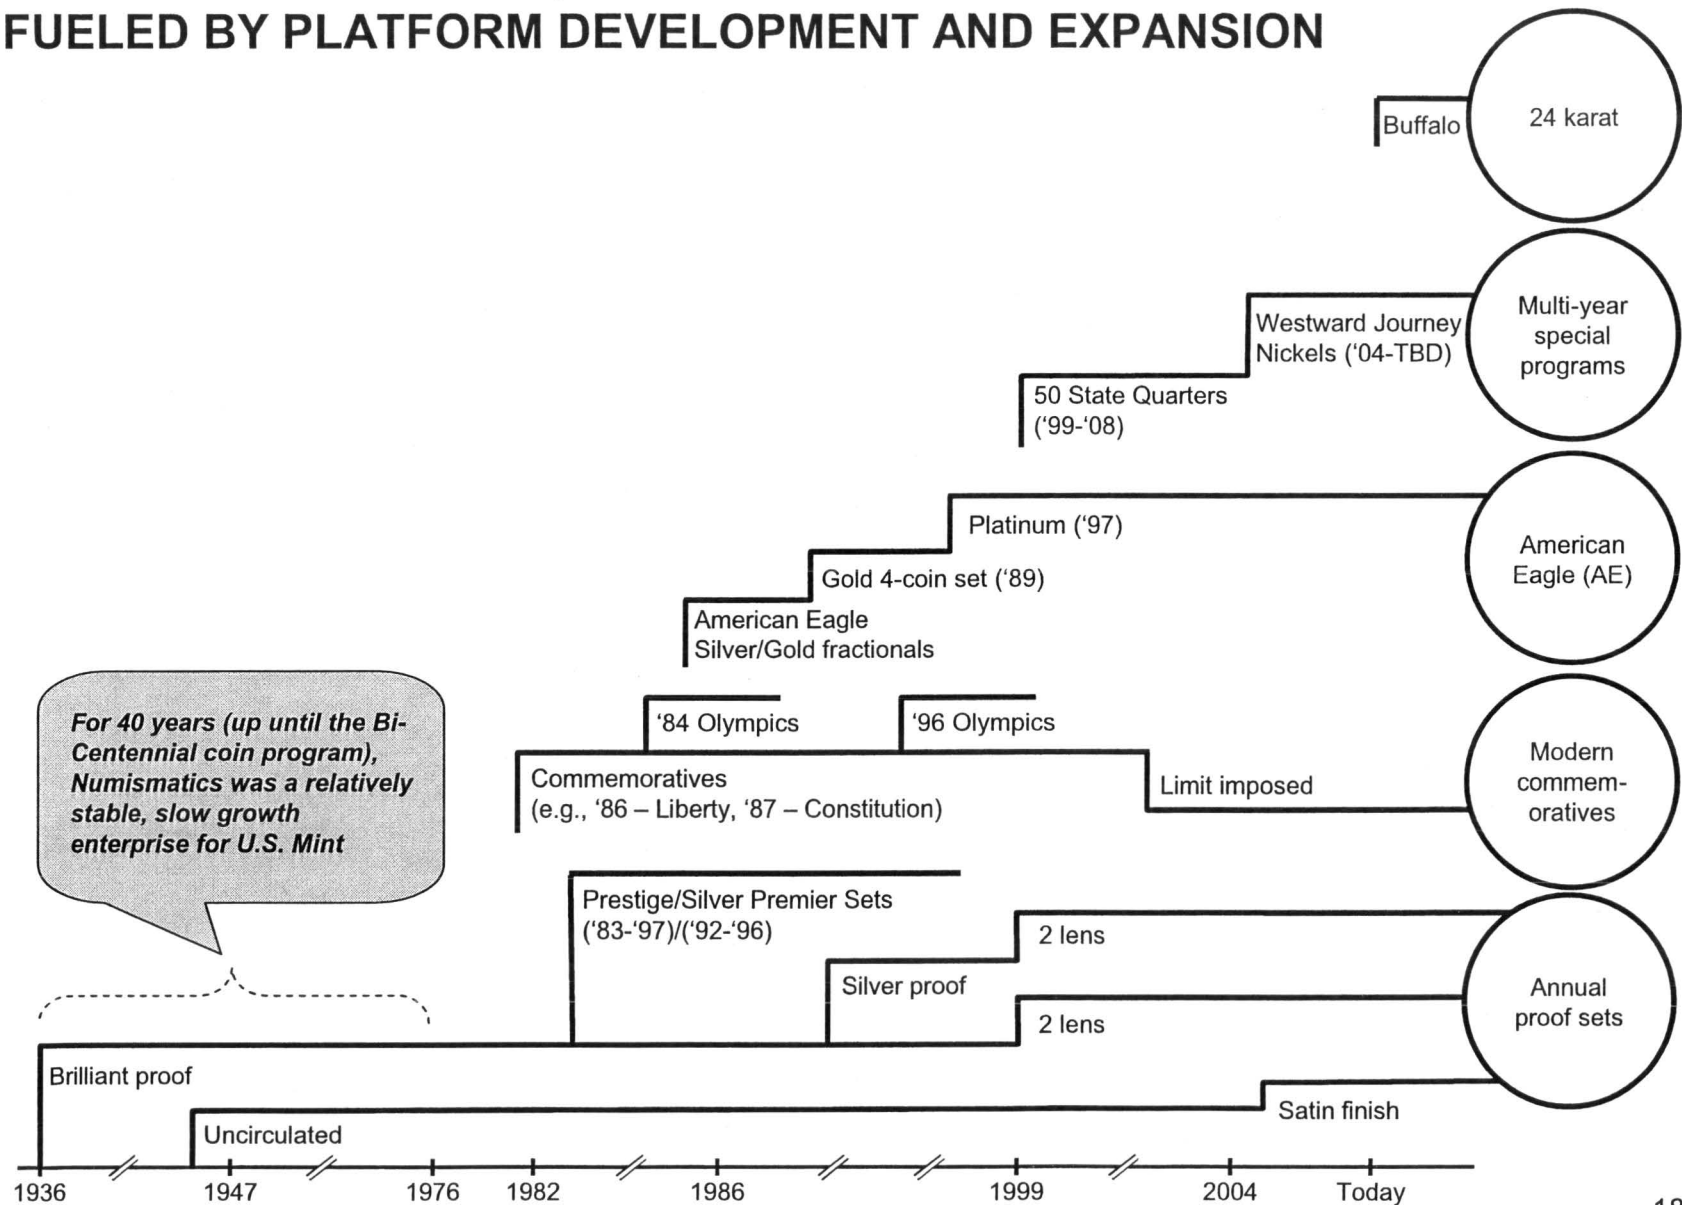 FUELED BY PLATFORM DEVELOPMENT AND EXPANSION
Buffalo
24 karat
Westward Journey
Nickels (‘04-TBD)
Multi-year
special
programs
50 State Quarters
(‘99-‘08)
Platinum (‘97)
Gold 4-coin set (‘89)
American Eagle
Silver/Gold fractionals
American
Eagle (AE)
For 40 years (up until the Bi-
Centennial coin program),
Numismatics was a relatively
stable, slow growth
enterprise for U.S. Mint
‘84 Olympics
‘96 Olympics
Commemoratives
(e.g., ‘86 – Liberty, ‘87 – Constitution)
Limit imposed
Modern
commem-
oratives
Prestige/Silver Premier Sets
(‘83-‘97)/(‘92-‘96)
2 lens
Silver proof
2 lens
Annual
proof sets
Brilliant proof
Satin finish
Uncirculated
1936
1947
1976
1982
1986
1999
2004
Today